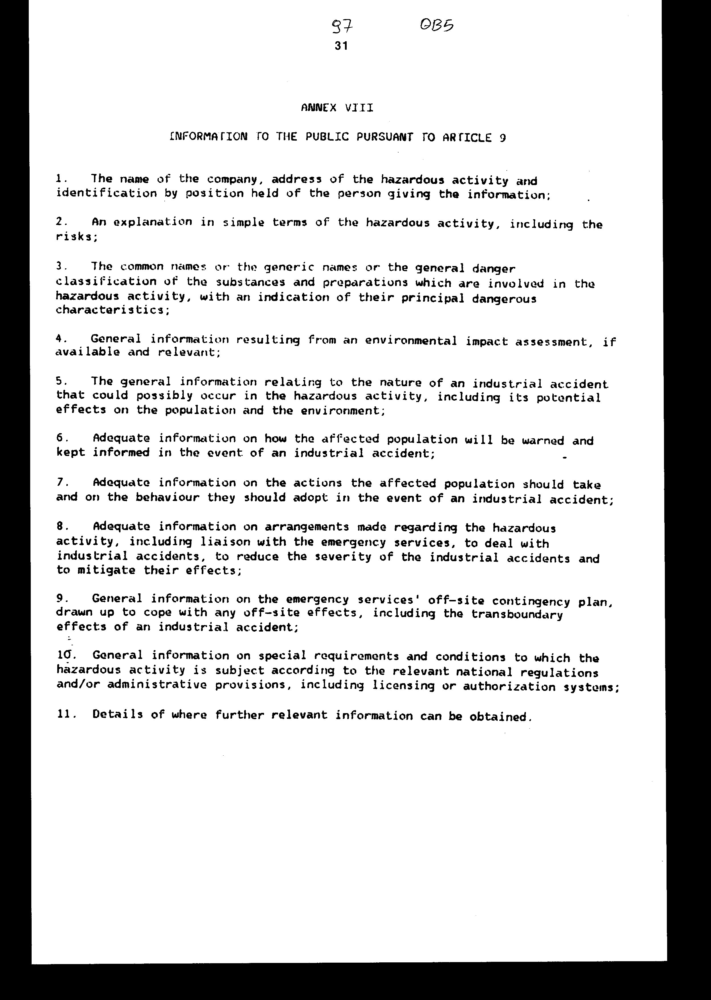 97 QB5
31
ANNEX VIII
INFORMATION TO THE PUBLIC PURSUANT TO ARTICLE 9
1. The name of the company, address of the hazardous activity and
identification by position held of the person giving the information;
2. An explanation in simple terms of the hazardous activity, including the
risks;
3. The common names or the generic names or the general danger
classification of the substances and preparations which are involved in the
hazardous activity, with an indication of their principal dangerous
characteristics;
4. General information resulting from an environmental impact assessment, if
available and relevant;
5. The general information relating to the nature of an industrial accident
that could possibly occur in the hazardous activity, including its potential
effects on the population and the environment;
6. Adequate information on how the affected population will be warned and
kept informed in the event of an industrial accident;
7. Adequate information on the actions the affected population should take
and on the behaviour they should adopt in the event of an industrial accident;
8. Adequate information on arrangements made regarding the hazardous
activity, including liaison with the emergency services, to deal with
industrial accidents, to reduce the severity of the industrial accidents and
to mitigate their effects;
9. General information on the emergency services' off-site contingency plan,
drawn up to cope with any off-site effects, including the transboundary
effects of an industrial accident;
10. General information on special requirements and conditions to which the
hazardous activity is subject according to the relevant national regulations
and/or administrative provisions, including licensing or authorization systems;
11. Details of where further relevant information can be obtained.